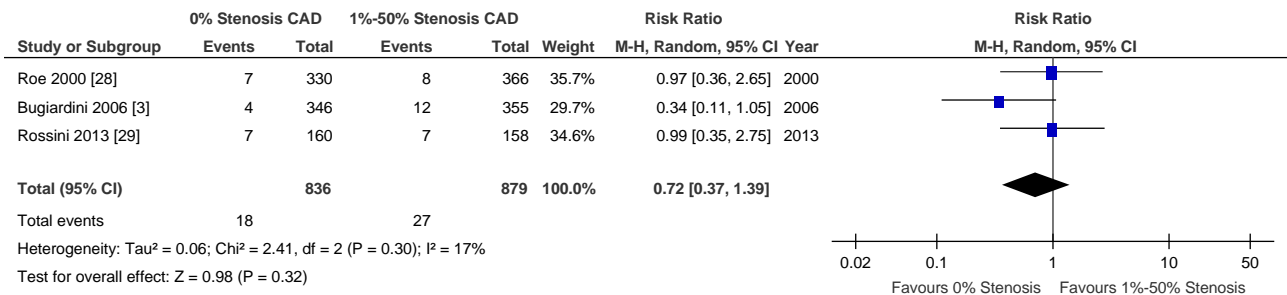 0% Stenosis CAD 1%-50% Stenosis CAD Risk Ratio Risk Ratio
Study or Subgroup Events Total Events Total Weight M-H, Random, 95% CI Year M-H, Random, 95% CI
Roe 2000 [28] 7 330 8 366 35.7% 0.97 [0.36, 2.65] 2000
Bugiardini 2006 [3] 4 346 12 355 29.7% 0.34 [0.11, 1.05] 2006
Rossini 2013 [29] 7 160 7 158 34.6% 0.99 [0.35, 2.75] 2013
Total (95% CI) 836 879 100.0% 0.72 [0.37, 1.39]
Total events 18 27
Heterogeneity: Tau² = 0.06; Chi² = 2.41, df = 2 (P = 0.30); I² = 17%
Test for overall effect: Z = 0.98 (P = 0.32)
0.02 0.1 1 10 50
Favours 0% Stenosis Favours 1%-50% Stenosis